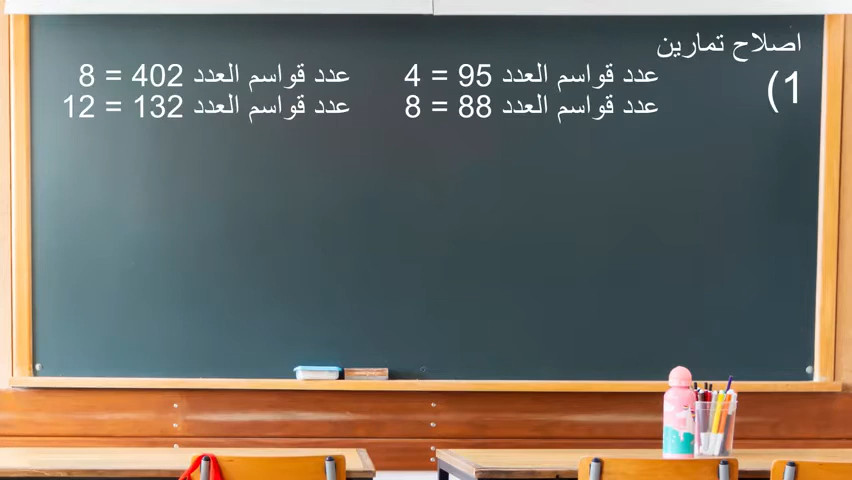 اصلاح تمارين
1)
عدد قواسم العدد 95 = 4
عدد قواسم العدد 402 = 8
عدد قواسم العدد 88 = 8
عدد قواسم العدد 132 = 12